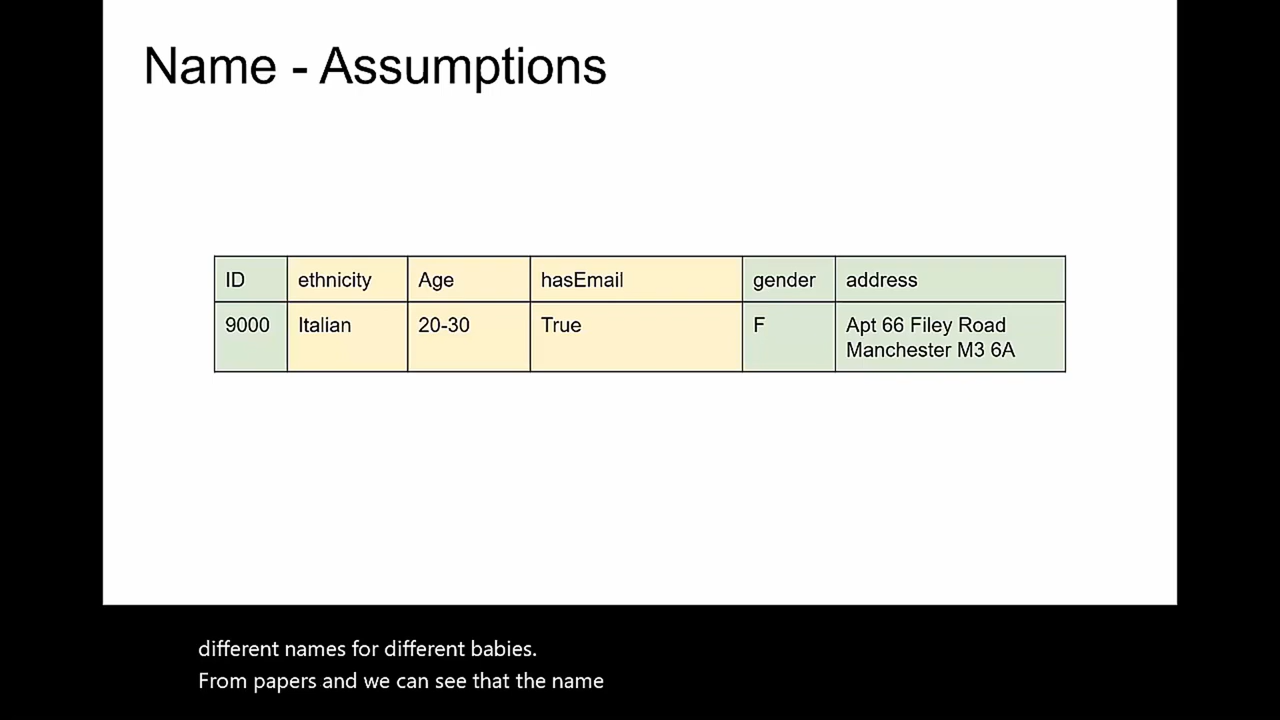 Name - Assumptions
ID ethnicity Age hasEmail gender address
9000 Italian 20-30 True F Apt 66 Filey Road
Manchester M3 6A
different names for different babies.
From papers and we can see that the name